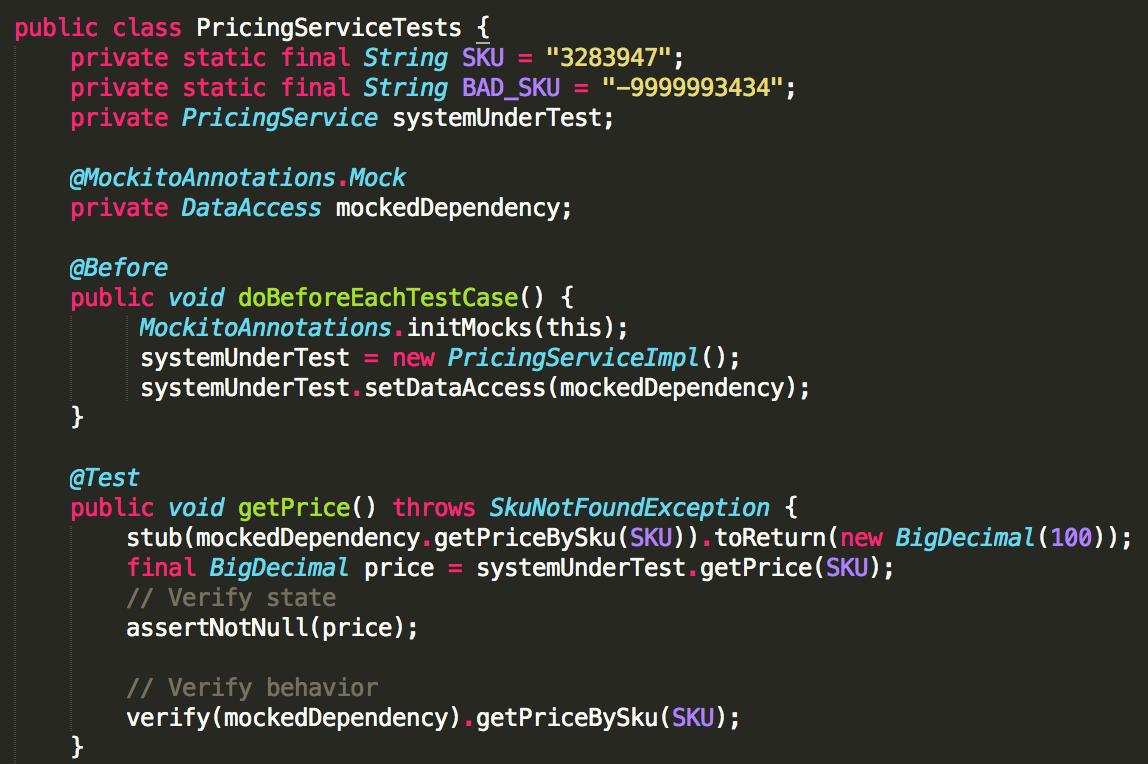 public class PricingServiceTests {
    private static final String SKU = "3283947";
    private static final String BAD_SKU = "-9999993434";
    private PricingService systemUnderTest;

    @MockitoAnnotations.Mock
    private DataAccess mockedDependency;

    @Before
    public void doBeforeEachTestCase() {
         MockitoAnnotations.initMocks(this);
         systemUnderTest = new PricingServiceImpl();
         systemUnderTest.setDataAccess(mockedDependency);
    }

    @Test
    public void getPrice() throws SkuNotFoundException {
        stub(mockedDependency.getPriceBySku(SKU)).toReturn(new BigDecimal(100));
        final BigDecimal price = systemUnderTest.getPrice(SKU);
        // Verify state
        assertNotNull(price);

        // Verify behavior
        verify(mockedDependency).getPriceBySku(SKU);
    }